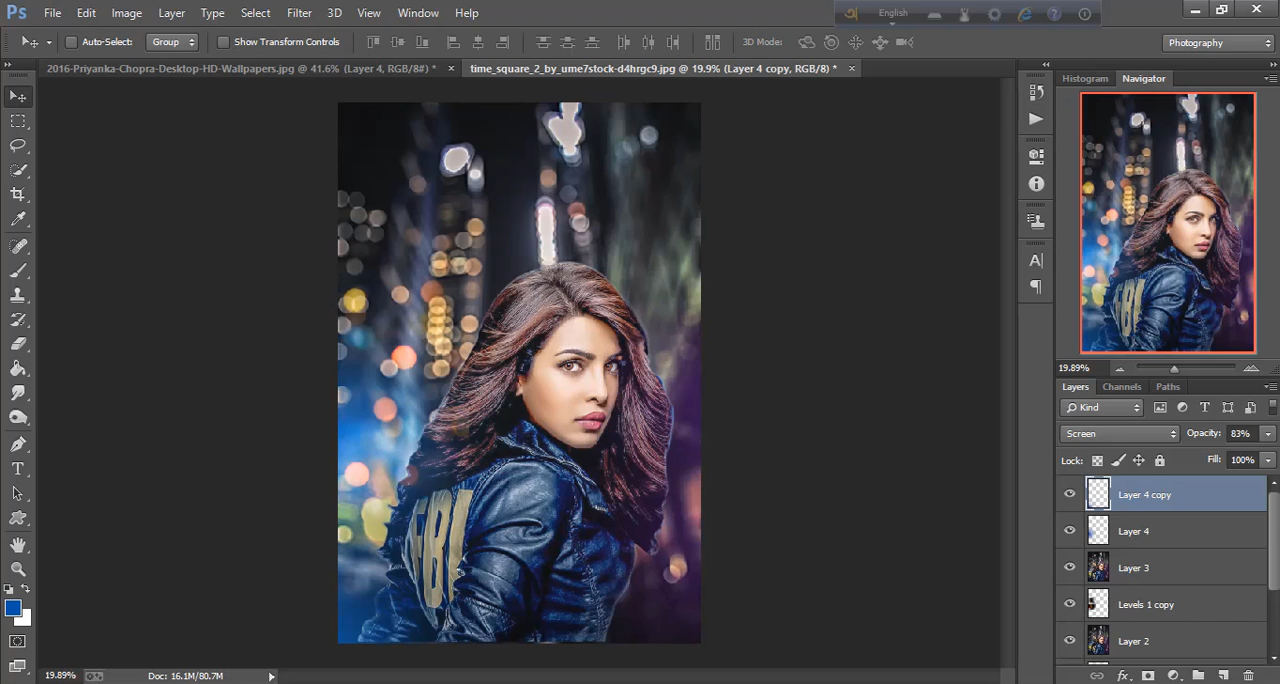 Ps File Edit Image Layer Type Select Filter 3D View Window Help English
Auto-Select: Group Show Transform Controls 3D Mode: Photography
2016-Priyanka-Chopra-Desktop-HD-Wallpapers.jpg @ 41.6% (Layer 4, RGB/8#) * × time_square_2_by_ume7stock-d4hrgc9.jpg @ 19.9% (Layer 4 copy, RGB/8) * ×
Histogram Navigator
19.89%
Layers Channels Paths
Kind
Screen Opacity: 83%
Lock: Fill: 100%
Layer 4 copy
Layer 4
Layer 3
Levels 1 copy
Layer 2
FBI
19.89% Doc: 16.1M/80.7M